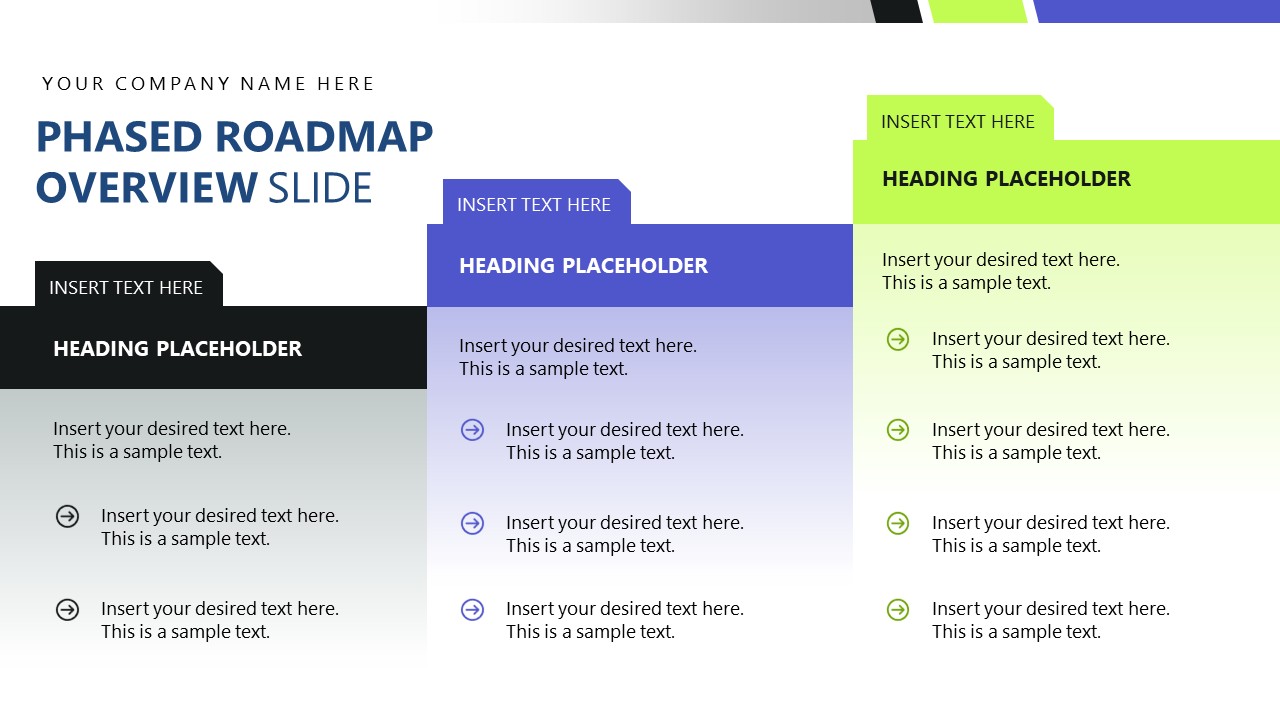 YOUR COMPANY NAME HERE
PHASED ROADMAP
OVERVIEW SLIDE
INSERT TEXT HERE
HEADING PLACEHOLDER
Insert your desired text here.
This is a sample text.
Insert your desired text here.
This is a sample text.
Insert your desired text here.
This is a sample text.
INSERT TEXT HERE
HEADING PLACEHOLDER
Insert your desired text here.
This is a sample text.
Insert your desired text here.
This is a sample text.
Insert your desired text here.
This is a sample text.
Insert your desired text here.
This is a sample text.
INSERT TEXT HERE
HEADING PLACEHOLDER
Insert your desired text here.
This is a sample text.
Insert your desired text here.
This is a sample text.
Insert your desired text here.
This is a sample text.
Insert your desired text here.
This is a sample text.
Insert your desired text here.
This is a sample text.